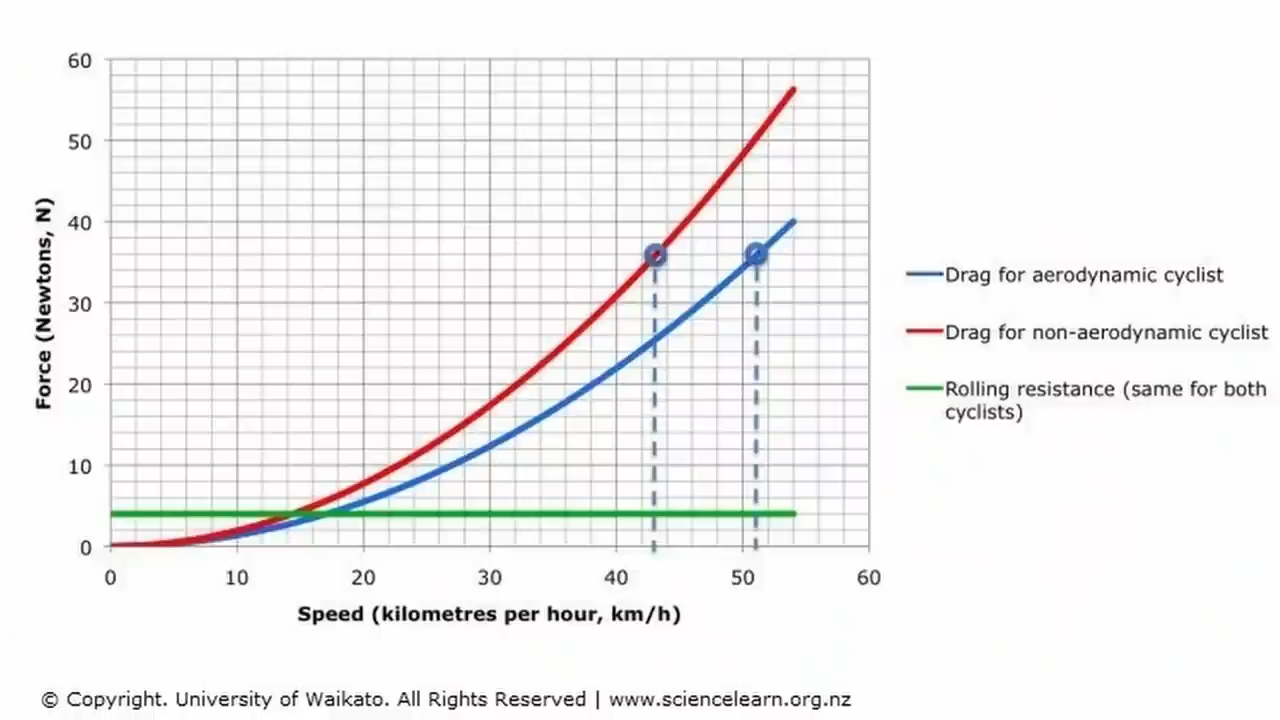 60
50
40
30
20
10
0
Force (Newtons, N)
0 10 20 30 40 50 60
Speed (kilometres per hour, km/h)
Drag for aerodynamic cyclist
Drag for non-aerodynamic cyclist
Rolling resistance (same for both
cyclists)
© Copyright. University of Waikato. All Rights Reserved | www.sciencelearn.org.nz